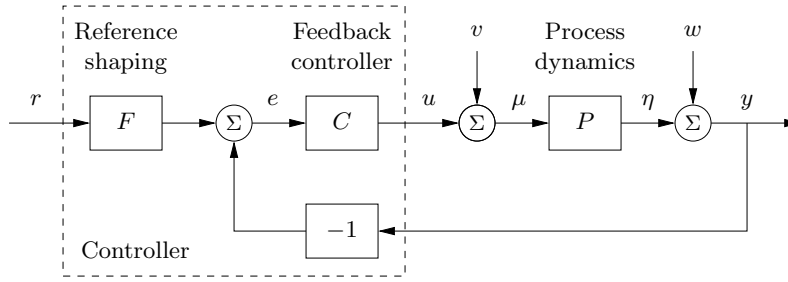 Reference
shaping
Feedback
controller
Process
dynamics
v
w
r
F
Σ
e
C
u
Σ
μ
P
η
Σ
y
−1
Controller